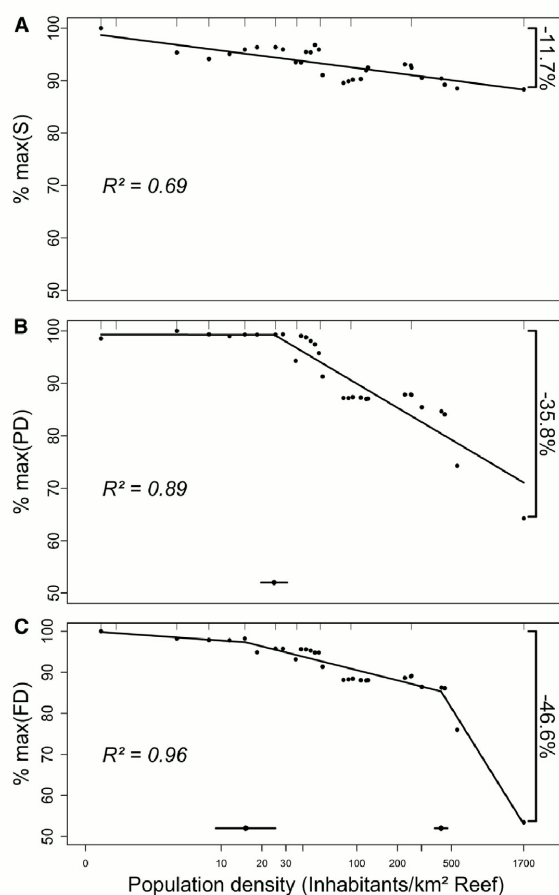 A
100
90
80
70
60
50
% max(S)
R² = 0.69
-11.7%
B
100
90
80
70
60
50
% max(PD)
R² = 0.89
-35.8%
C
100
90
80
70
60
50
% max(FD)
R² = 0.96
-46.6%
0 10 20 30 100 200 500 1700
Population density (Inhabitants/km² Reef)